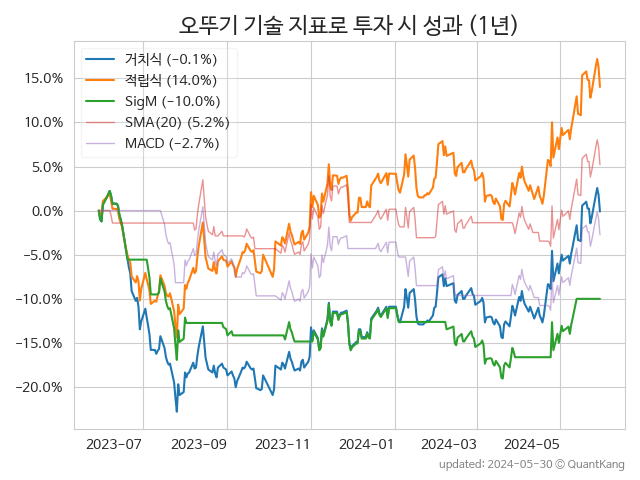 오뚜기 기술 지표로 투자 시 성과 (1년)
거치식 (−0.1%)
적립식 (14.0%)
SigM (−10.0%)
SMA(20) (5.2%)
MACD (−2.7%)
15.0%
10.0%
5.0%
0.0%
−5.0%
−10.0%
−15.0%
−20.0%
2023-07
2023-09
2023-11
2024-01
2024-03
2024-05
updated: 2024-05-30 © QuantKang